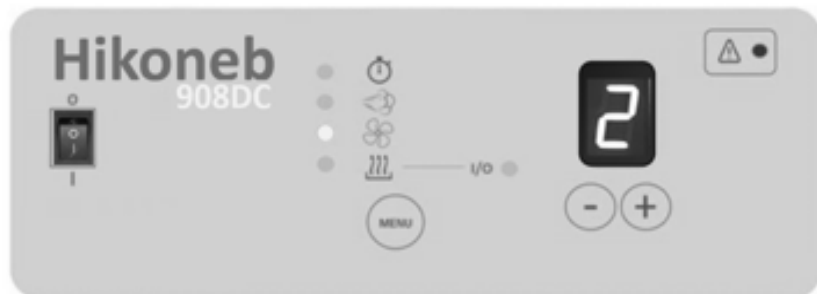 Hikoneb
908DC
O
O
I
I
I/O
MENU
2
- +